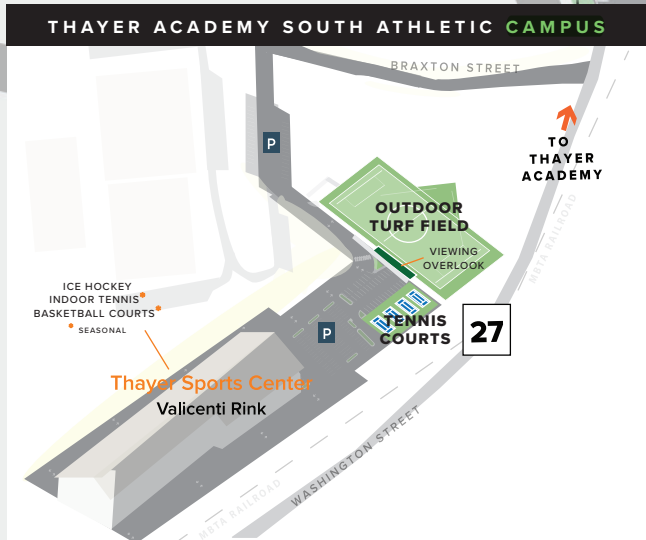 THAYER ACADEMY SOUTH ATHLETIC CAMPUS
BRAXTON STREET
P
TO
THAYER
ACADEMY
MBTA RAILROAD
OUTDOOR
TURF FIELD
VIEWING
OVERLOOK
ICE HOCKEY
INDOOR TENNIS
BASKETBALL COURTS
SEASONAL
P
TENNIS
COURTS
27
Thayer Sports Center
Valicenti Rink
WASHINGTON STREET
MBTA RAILROAD